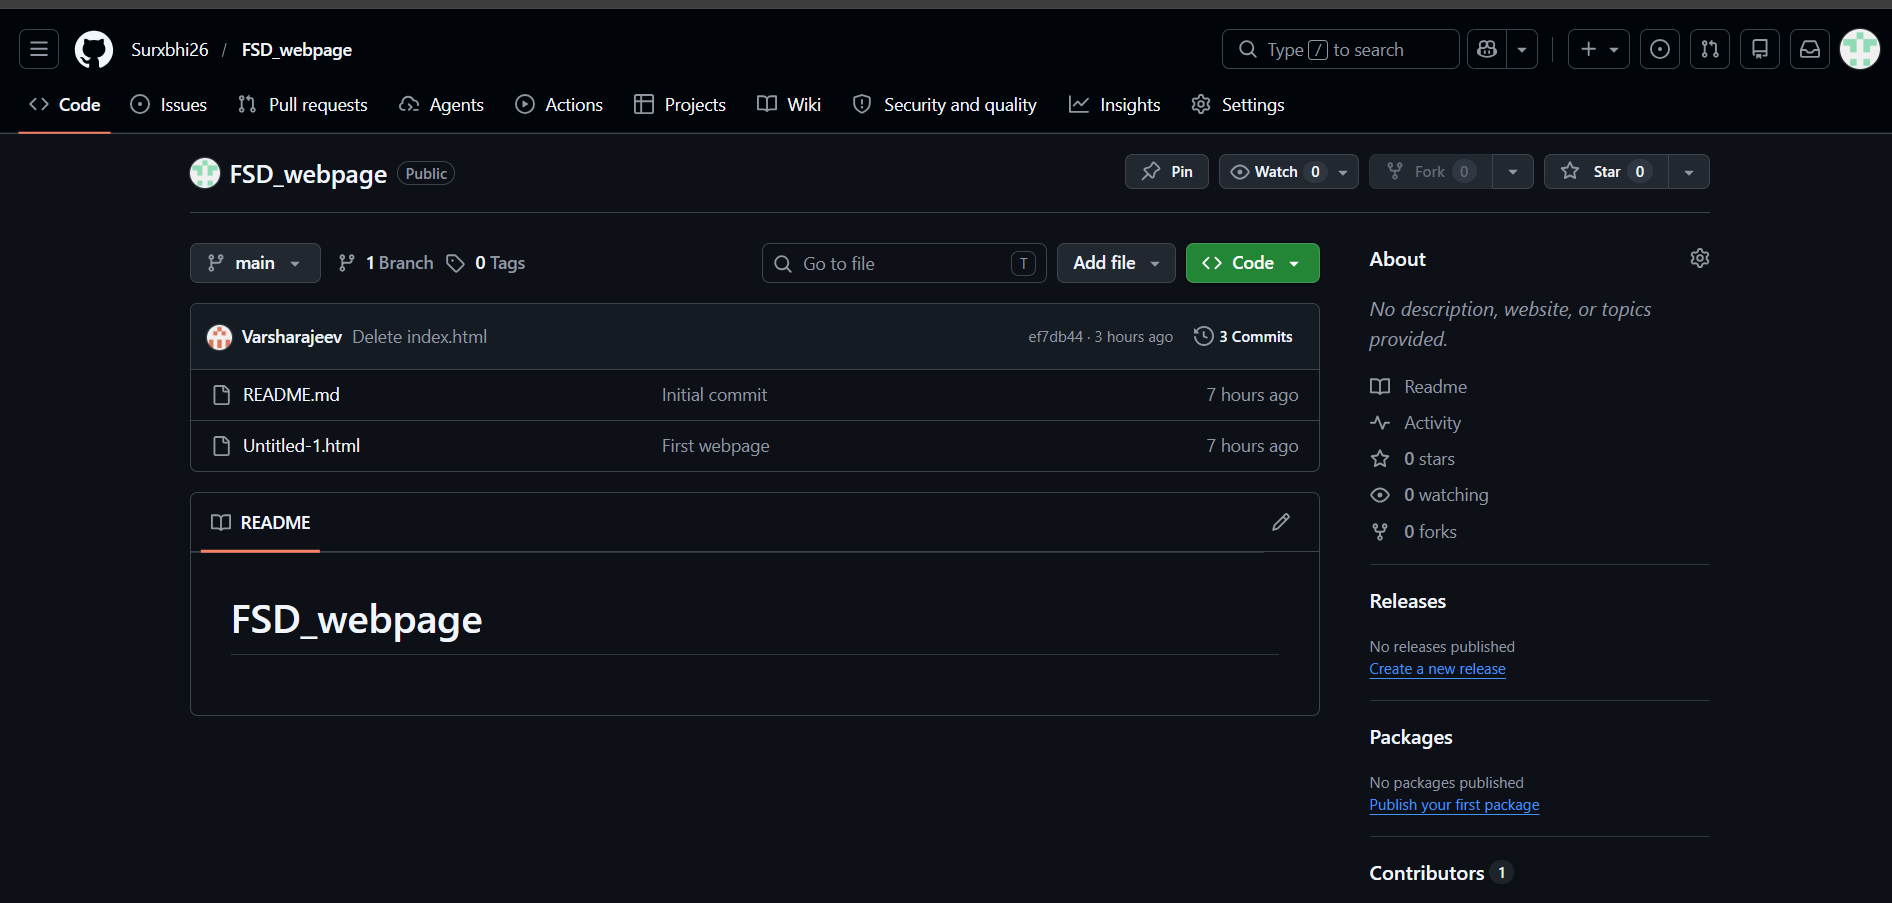 Surxbhi26 / FSD_webpage
Type / to search
Code Issues Pull requests Agents Actions Projects Wiki Security and quality Insights Settings
FSD_webpage Public
Pin Watch 0 Fork 0 Star 0
main 1 Branch 0 Tags Go to file T Add file Code
Varsharajeev Delete index.html ef7db44 · 3 hours ago 3 Commits
README.md Initial commit 7 hours ago
Untitled-1.html First webpage 7 hours ago
README
FSD_webpage
About
No description, website, or topics
provided.
Readme
Activity
0 stars
0 watching
0 forks
Releases
No releases published
Create a new release
Packages
No packages published
Publish your first package
Contributors 1